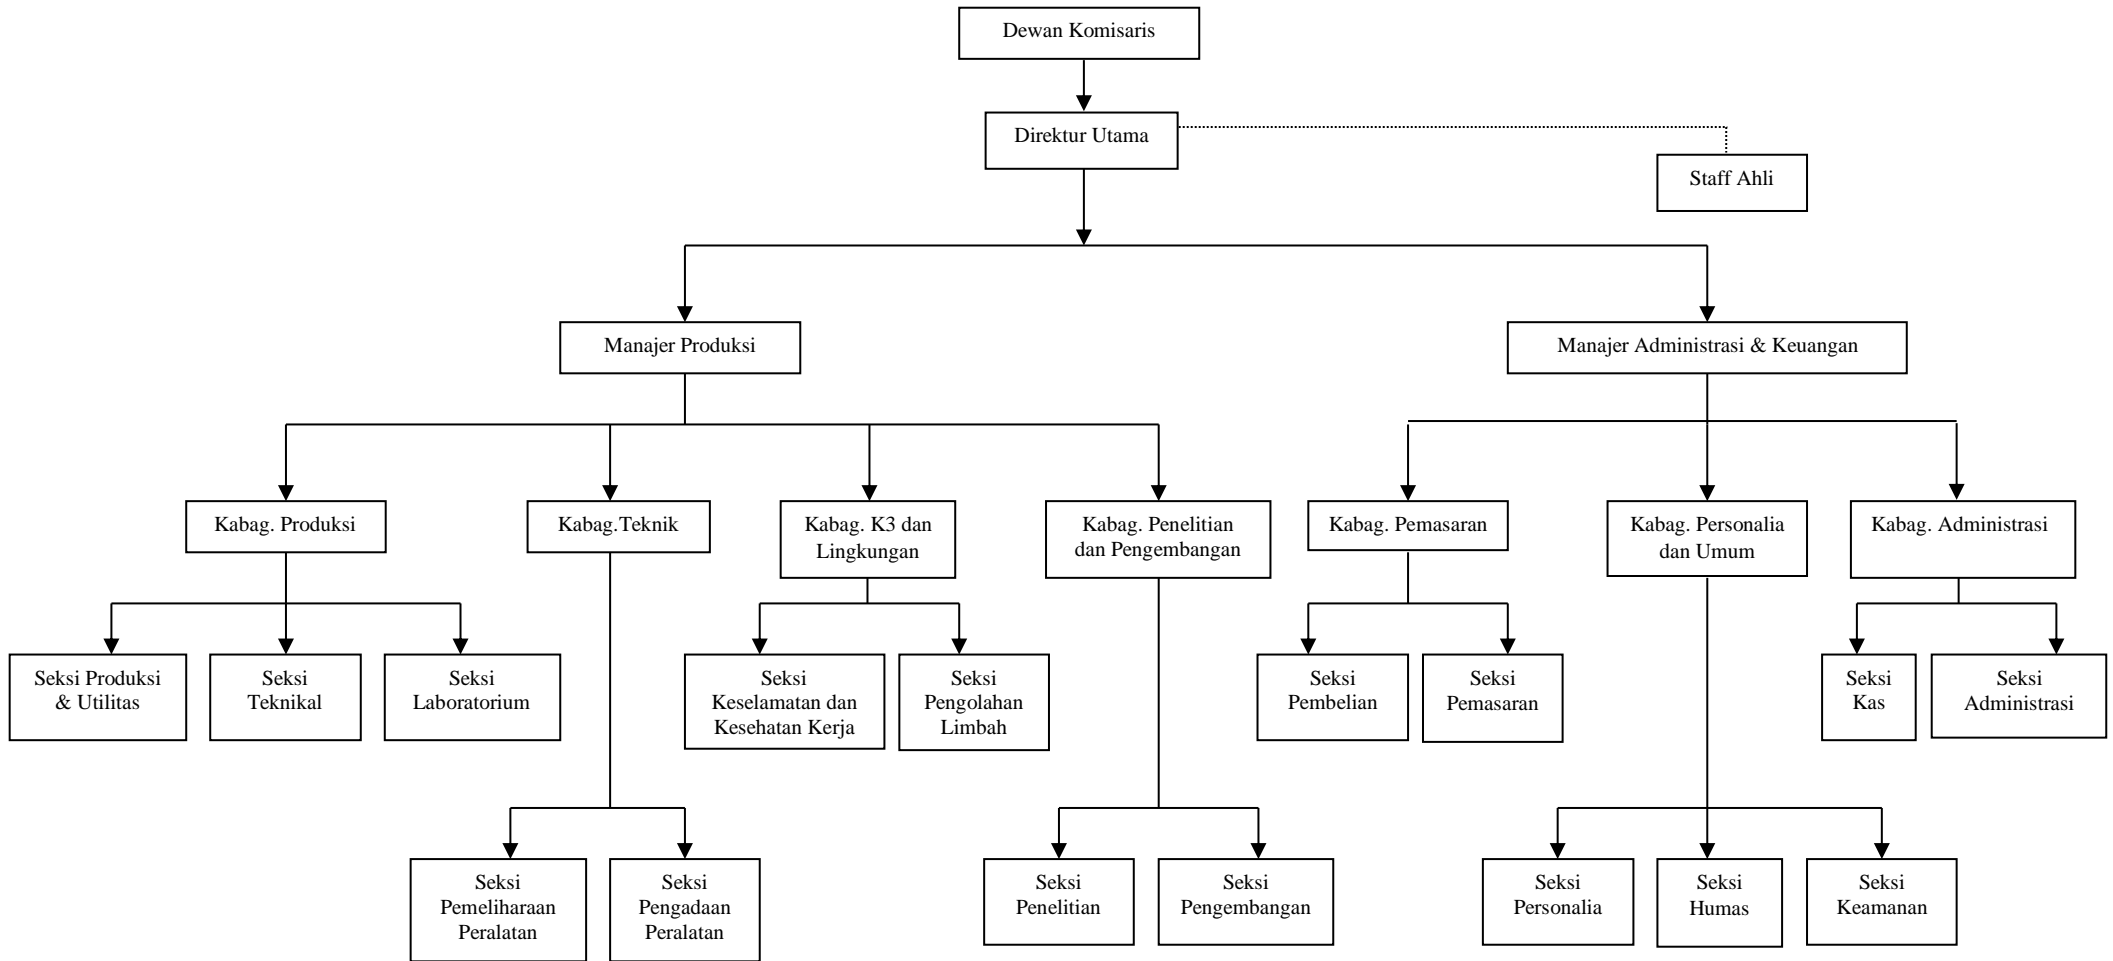 Dewan Komisaris
Direktur Utama
Staff Ahli
Manajer Produksi
Manajer Administrasi & Keuangan
Kabag. Produksi
Kabag.Teknik
Kabag. K3 dan
Lingkungan
Kabag. Penelitian
dan Pengembangan
Kabag. Pemasaran
Kabag. Personalia
dan Umum
Kabag. Administrasi
Seksi Produksi
& Utilitas
Seksi
Teknikal
Seksi
Laboratorium
Seksi
Keselamatan dan
Kesehatan Kerja
Seksi
Pengolahan
Limbah
Seksi
Pembelian
Seksi
Pemasaran
Seksi
Kas
Seksi
Administrasi
Seksi
Pemeliharaan
Peralatan
Seksi
Pengadaan
Peralatan
Seksi
Penelitian
Seksi
Pengembangan
Seksi
Personalia
Seksi
Humas
Seksi
Keamanan